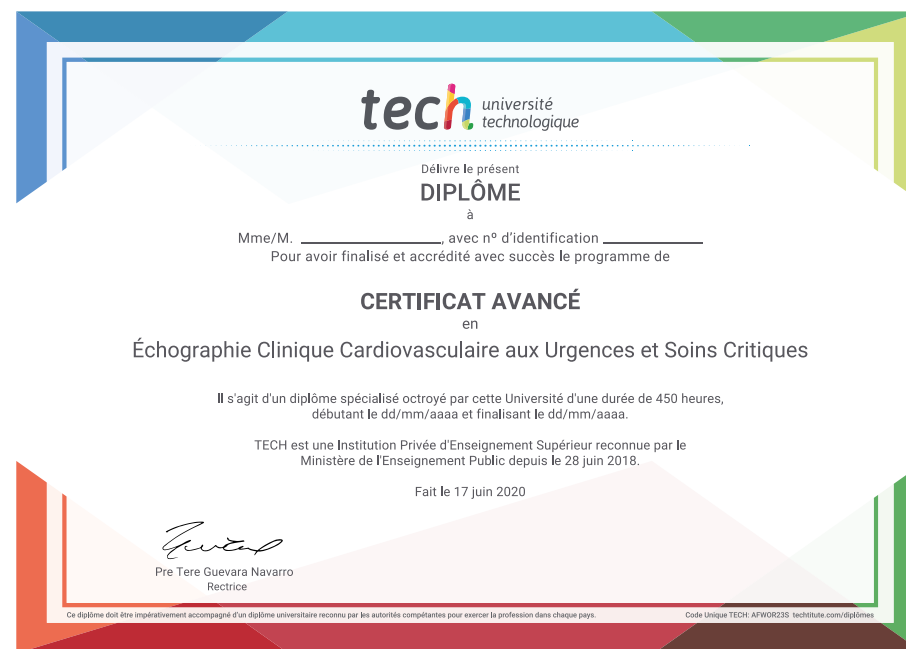 tech université
technologique
Délivre le présent
DIPLÔME
à
Mme/M. ____________________, avec nº d'identification ______________
Pour avoir finalisé et accrédité avec succès le programme de
CERTIFICAT AVANCÉ
en
Échographie Clinique Cardiovasculaire aux Urgences et Soins Critiques
Il s'agit d'un diplôme spécialisé octroyé par cette Université d'une durée de 450 heures,
débutant le dd/mm/aaaa et finalisant le dd/mm/aaaa.
TECH est une Institution Privée d'Enseignement Supérieur reconnue par le
Ministère de l'Enseignement Public depuis le 28 juin 2018.
Fait le 17 juin 2020
Pre Tere Guevara Navarro
Rectrice
Ce diplôme doit être impérativement accompagné d'un diplôme universitaire reconnu par les autorités compétentes pour exercer la profession dans chaque pays.
Code Unique TECH: AFWOR23S techtitute.com/diplômes